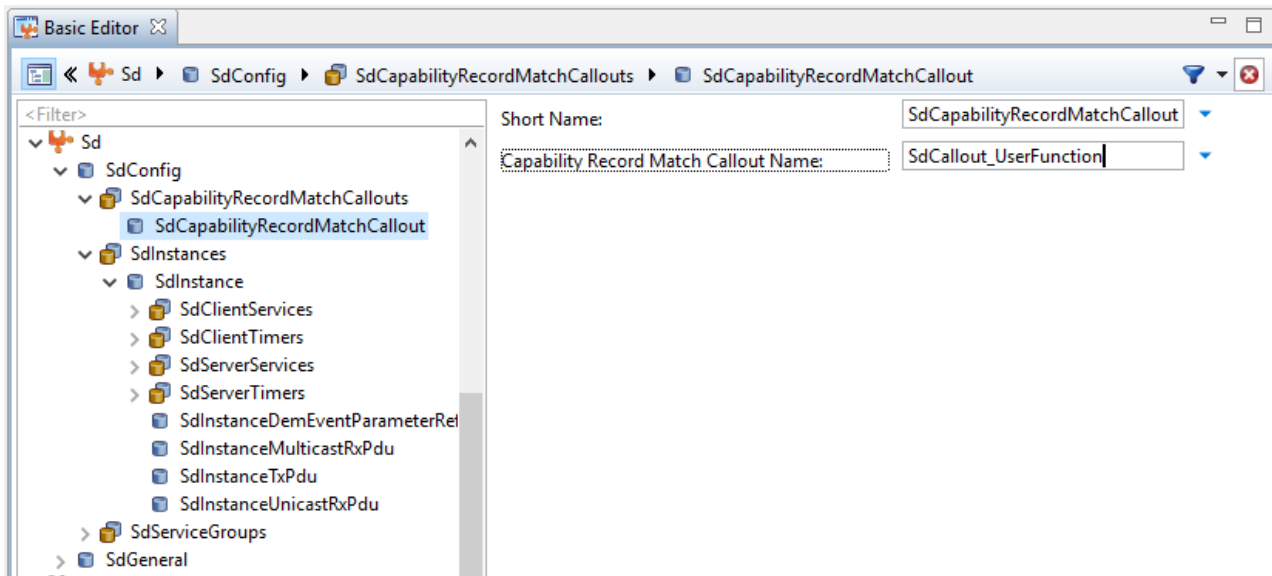 Basic Editor
Sd SdConfig SdCapabilityRecordMatchCallouts SdCapabilityRecordMatchCallout
<Filter>
Sd
SdConfig
SdCapabilityRecordMatchCallouts
SdCapabilityRecordMatchCallout
SdInstances
SdInstance
SdClientServices
SdClientTimers
SdServerServices
SdServerTimers
SdInstanceDemEventParameterRef
SdInstanceMulticastRxPdu
SdInstanceTxPdu
SdInstanceUnicastRxPdu
SdServiceGroups
SdGeneral
Short Name: SdCapabilityRecordMatchCallout
Capability Record Match Callout Name: SdCallout_UserFunction